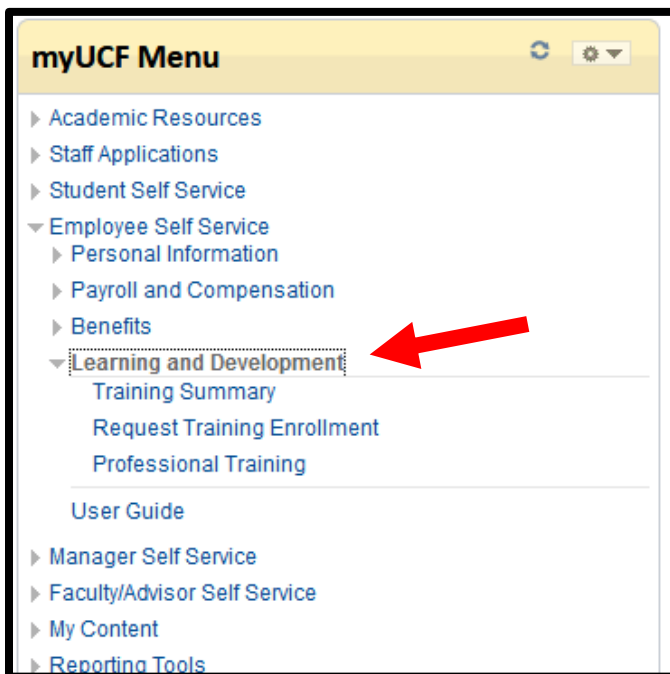 myUCF Menu
Academic Resources
Staff Applications
Student Self Service
Employee Self Service
Personal Information
Payroll and Compensation
Benefits
Learning and Development
Training Summary
Request Training Enrollment
Professional Training
User Guide
Manager Self Service
Faculty/Advisor Self Service
My Content
Reporting Tools